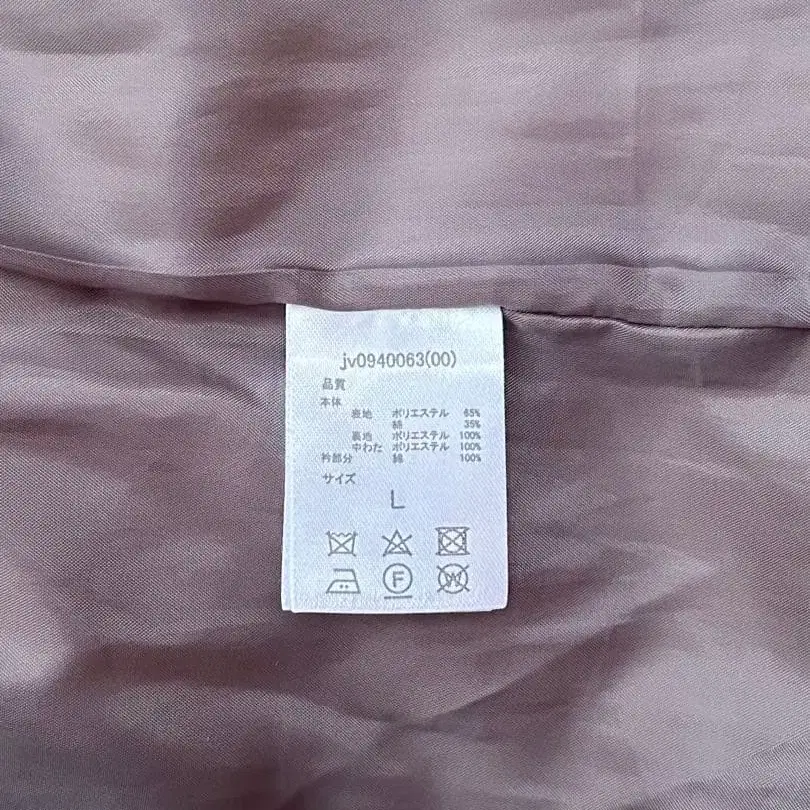 jv0940063(00)
品質
本体
表地 ポリエステル 65%
綿 35%
裏地 ポリエステル 100%
中わた ポリエステル 100%
衿部分 綿 100%
サイズ
L
F
W